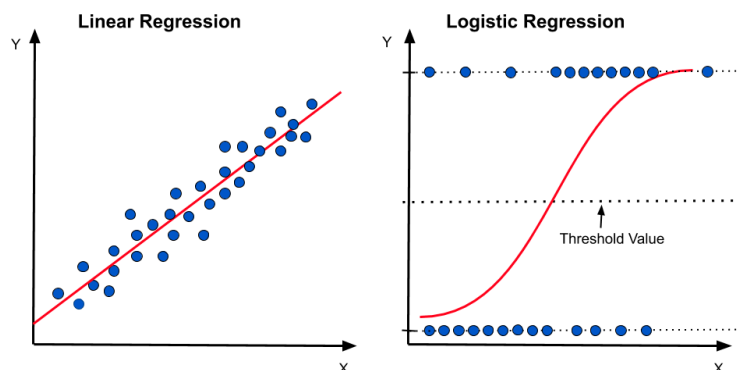 Linear Regression
Y
X
Logistic Regression
Y
Threshold Value
X